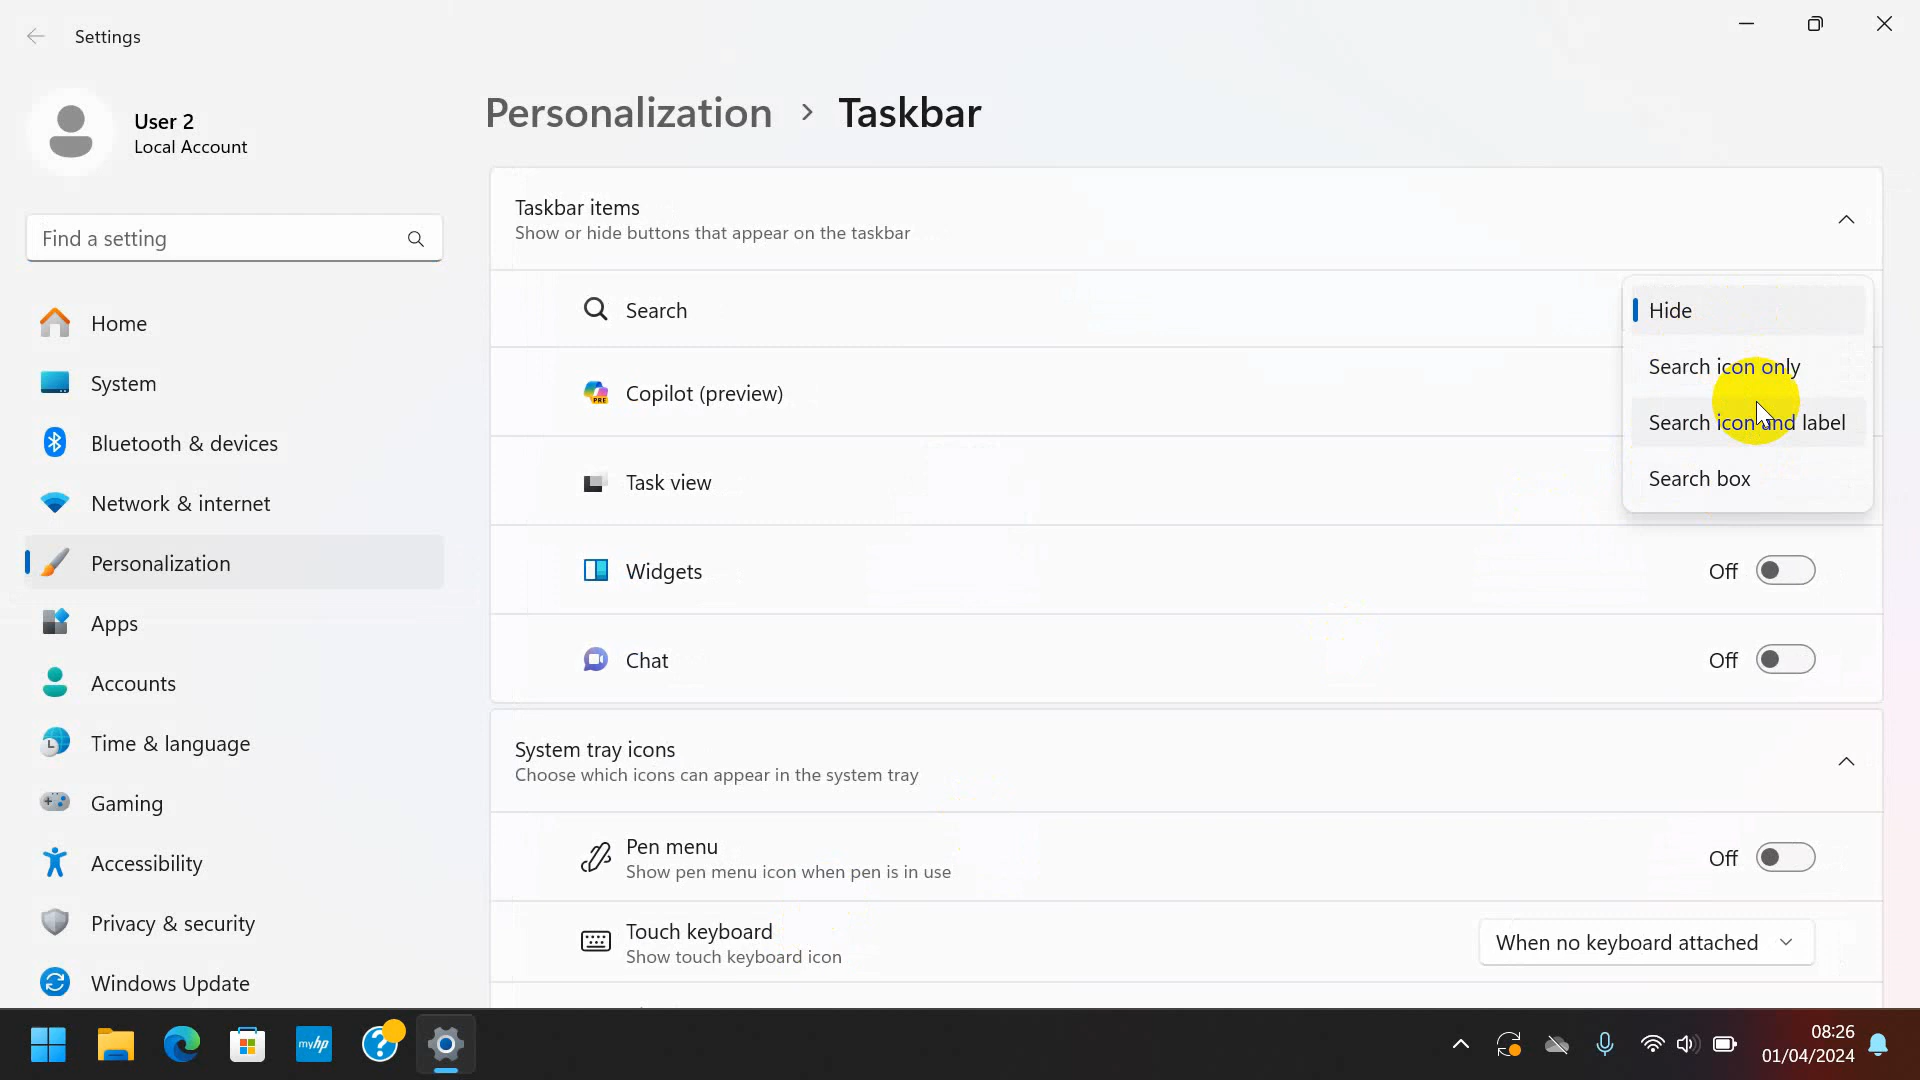 Settings
User 2
Local Account
Find a setting
Home
System
Bluetooth & devices
Network & internet
Personalization
Apps
Accounts
Time & language
Gaming
Accessibility
Privacy & security
Windows Update
Personalization > Taskbar
Taskbar items
Show or hide buttons that appear on the taskbar
Search
Hide
Search icon only
Search icon and label
Search box
Copilot (preview)
Task view
Widgets
Off
Chat
Off
System tray icons
Choose which icons can appear in the system tray
Pen menu
Show pen menu icon when pen is in use
Off
Touch keyboard
Show touch keyboard icon
When no keyboard attached
PRE
myhp
08:26
01/04/2024